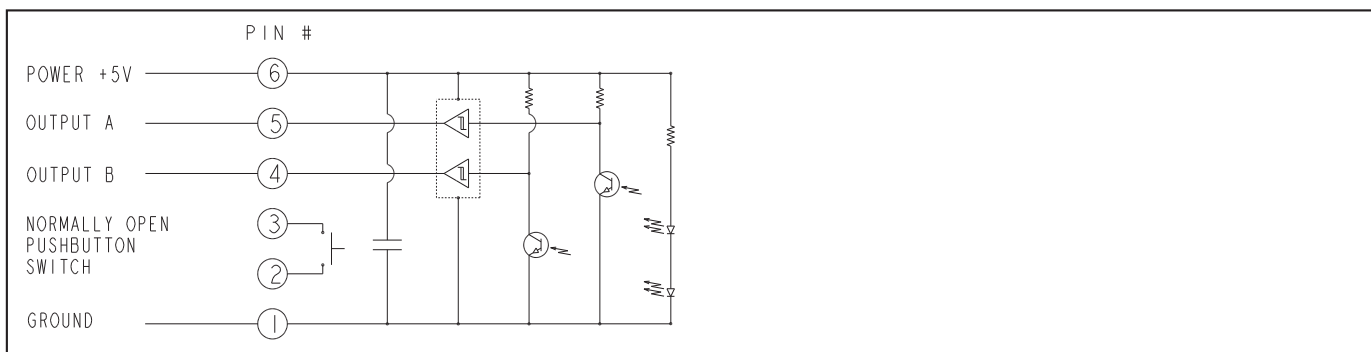 PIN #
POWER +5V
6
OUTPUT A
5
OUTPUT B
4
NORMALLY OPEN
PUSHBUTTON
SWITCH
3
2
GROUND
1